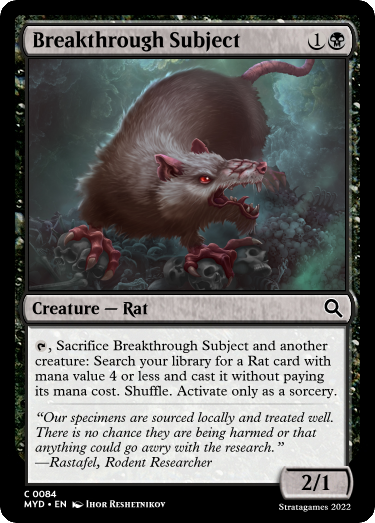 Breakthrough Subject 1
Creature — Rat
, Sacrifice Breakthrough Subject and another
creature: Search your library for a Rat card with
mana value 4 or less and cast it without paying
its mana cost. Shuffle. Activate only as a sorcery.
“Our specimens are sourced locally and treated well.
There is no chance they are being harmed or that
anything could go awry with the research.”
—Rastafel, Rodent Researcher
2/1
C 0084
MYD • EN Ihor Reshetnikov
Stratagames 2022